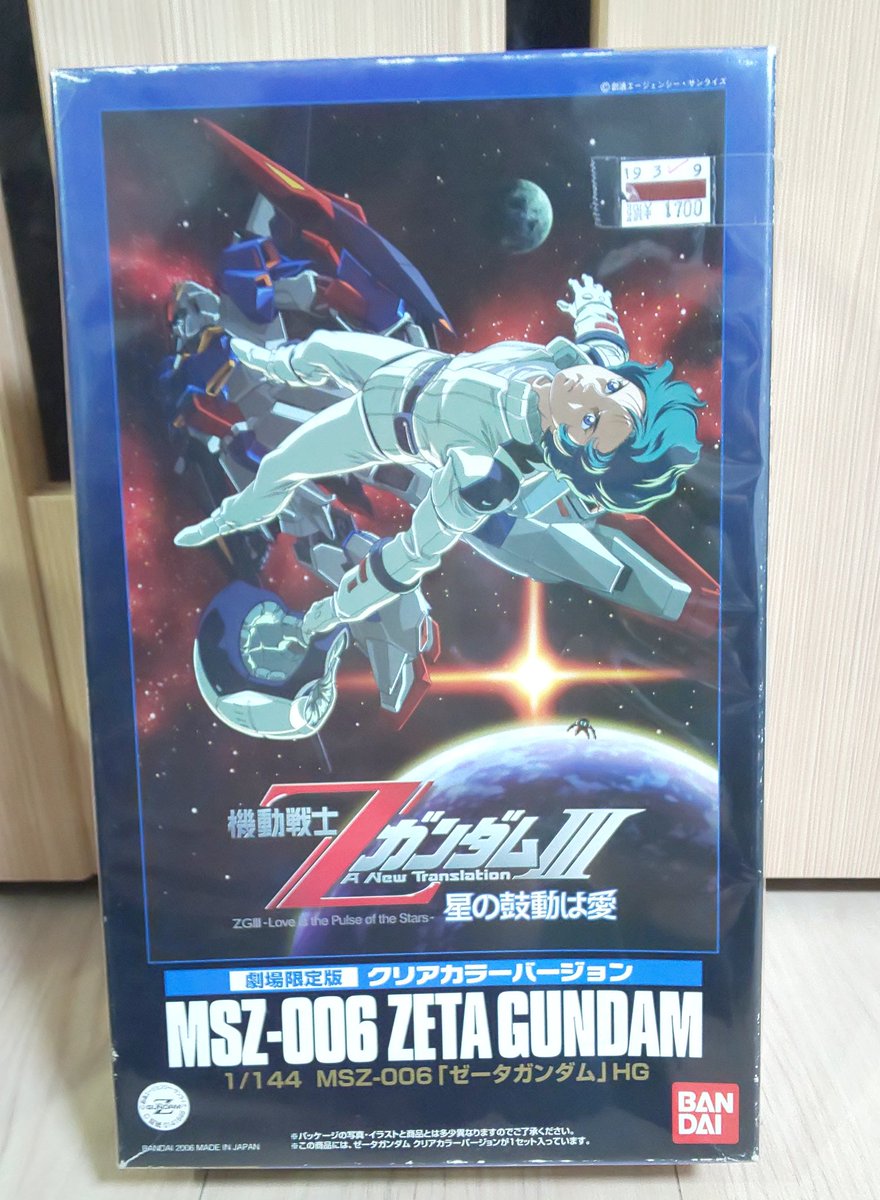 ©創通エージェンシー・サンライズ
19 3 9
¥ 1700
機動戦士
Zガンダム III
A New Translation
星の鼓動は愛
ZGIII -Love is the Pulse of the Stars-
劇場限定版 クリアカラーバージョン
MSZ-006 ZETA GUNDAM
1/144 MSZ-006「ゼータガンダム」HG
GUNDAM
BANDAI 2006 MADE IN JAPAN
※パッケージの写真・イラストと商品とは多少異なりますのでご了承ください。
※この商品には、ゼータガンダム クリアカラーバージョンが1セット入っています。
BAN
DAI